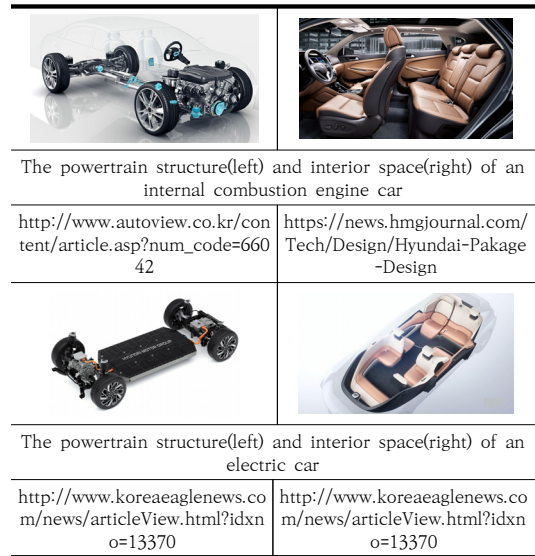 The powertrain structure(left) and interior space(right) of an
internal combustion engine car
http://www.autoview.co.kr/con
tent/article.asp?num_code=660
42
https://news.hmgjournal.com/
Tech/Design/Hyundai-Pakage
-Design
HYUNDAI MOTOR GROUP
The powertrain structure(left) and interior space(right) of an
electric car
http://www.koreaeaglenews.co
m/news/articleView.html?idxn
o=13370
http://www.koreaeaglenews.co
m/news/articleView.html?idxn
o=13370